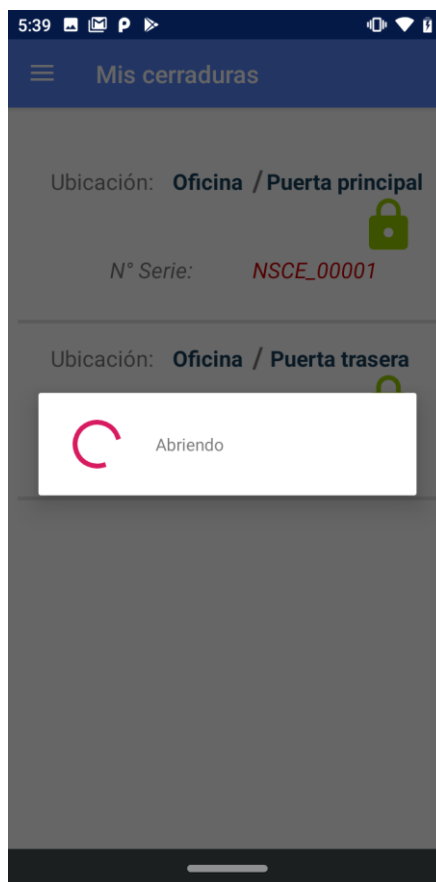 5:39
Mis cerraduras
Ubicación: Oficina / Puerta principal
N° Serie: NSCE_00001
Ubicación: Oficina / Puerta trasera
Abriendo